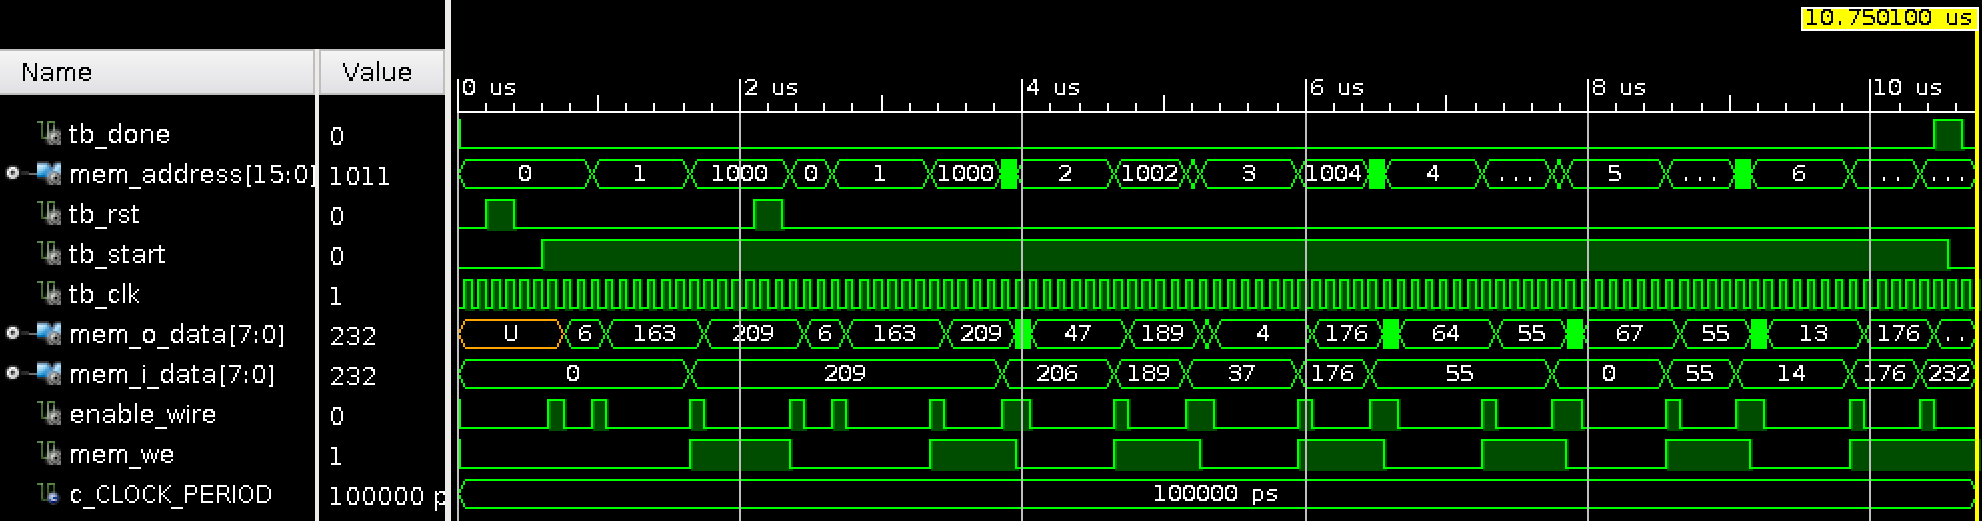 10.750100 us
Name Value
0 us 2 us 4 us 6 us 8 us 10 us
tb_done 0
mem_address[15:0] 1011 0 1 1000 0 1 1000 2 1002 3 1004 4 ... 5 ... 6 .. ...
tb_rst 0
tb_start 0
tb_clk 1
mem_o_data[7:0] 232 U 6 163 209 6 163 209 47 189 4 176 64 55 67 55 13 176 ..
mem_i_data[7:0] 232 0 209 206 189 37 176 55 0 55 14 176 232
enable_wire 0
mem_we 1
c_CLOCK_PERIOD 100000 p 100000 ps